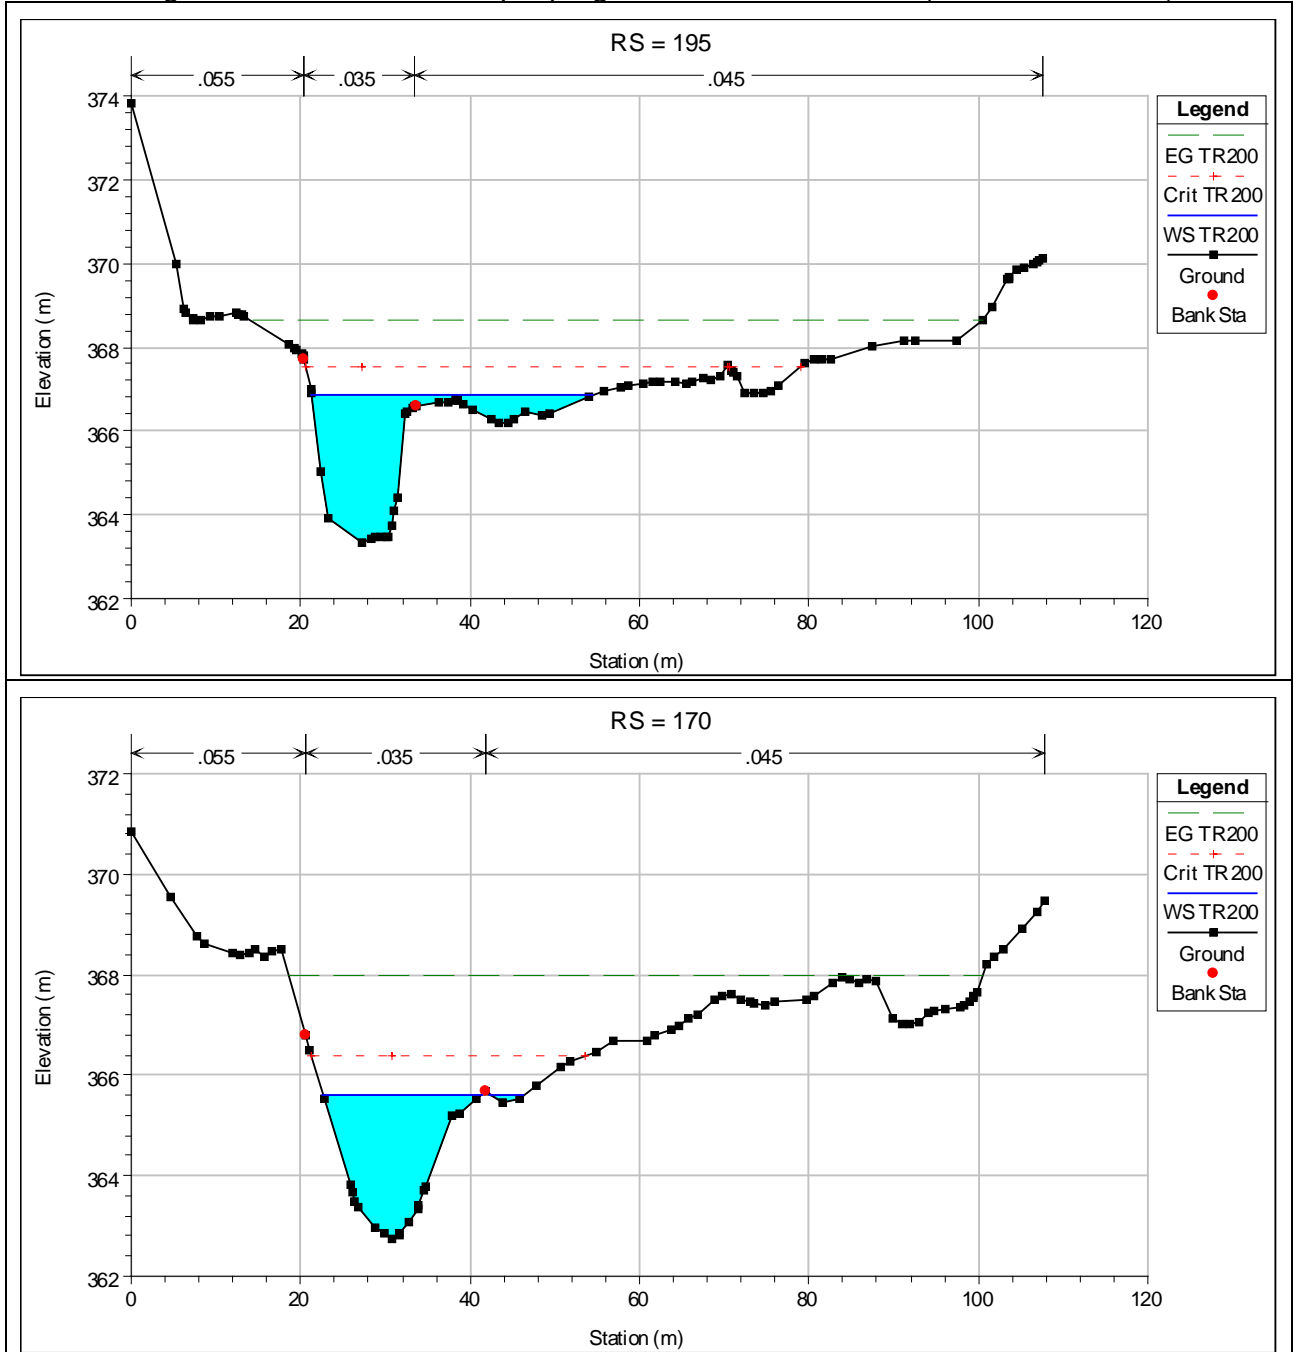 RS = 195
.055 .035 .045
374
372
370
368
366
364
362
0 20 40 60 80 100 120
Elevation (m)
Station (m)
Legend
EG TR200
Crit TR200
WS TR200
Ground
Bank Sta
RS = 170
.055 .035 .045
372
370
368
366
364
362
0 20 40 60 80 100 120
Elevation (m)
Station (m)
Legend
EG TR200
Crit TR200
WS TR200
Ground
Bank Sta